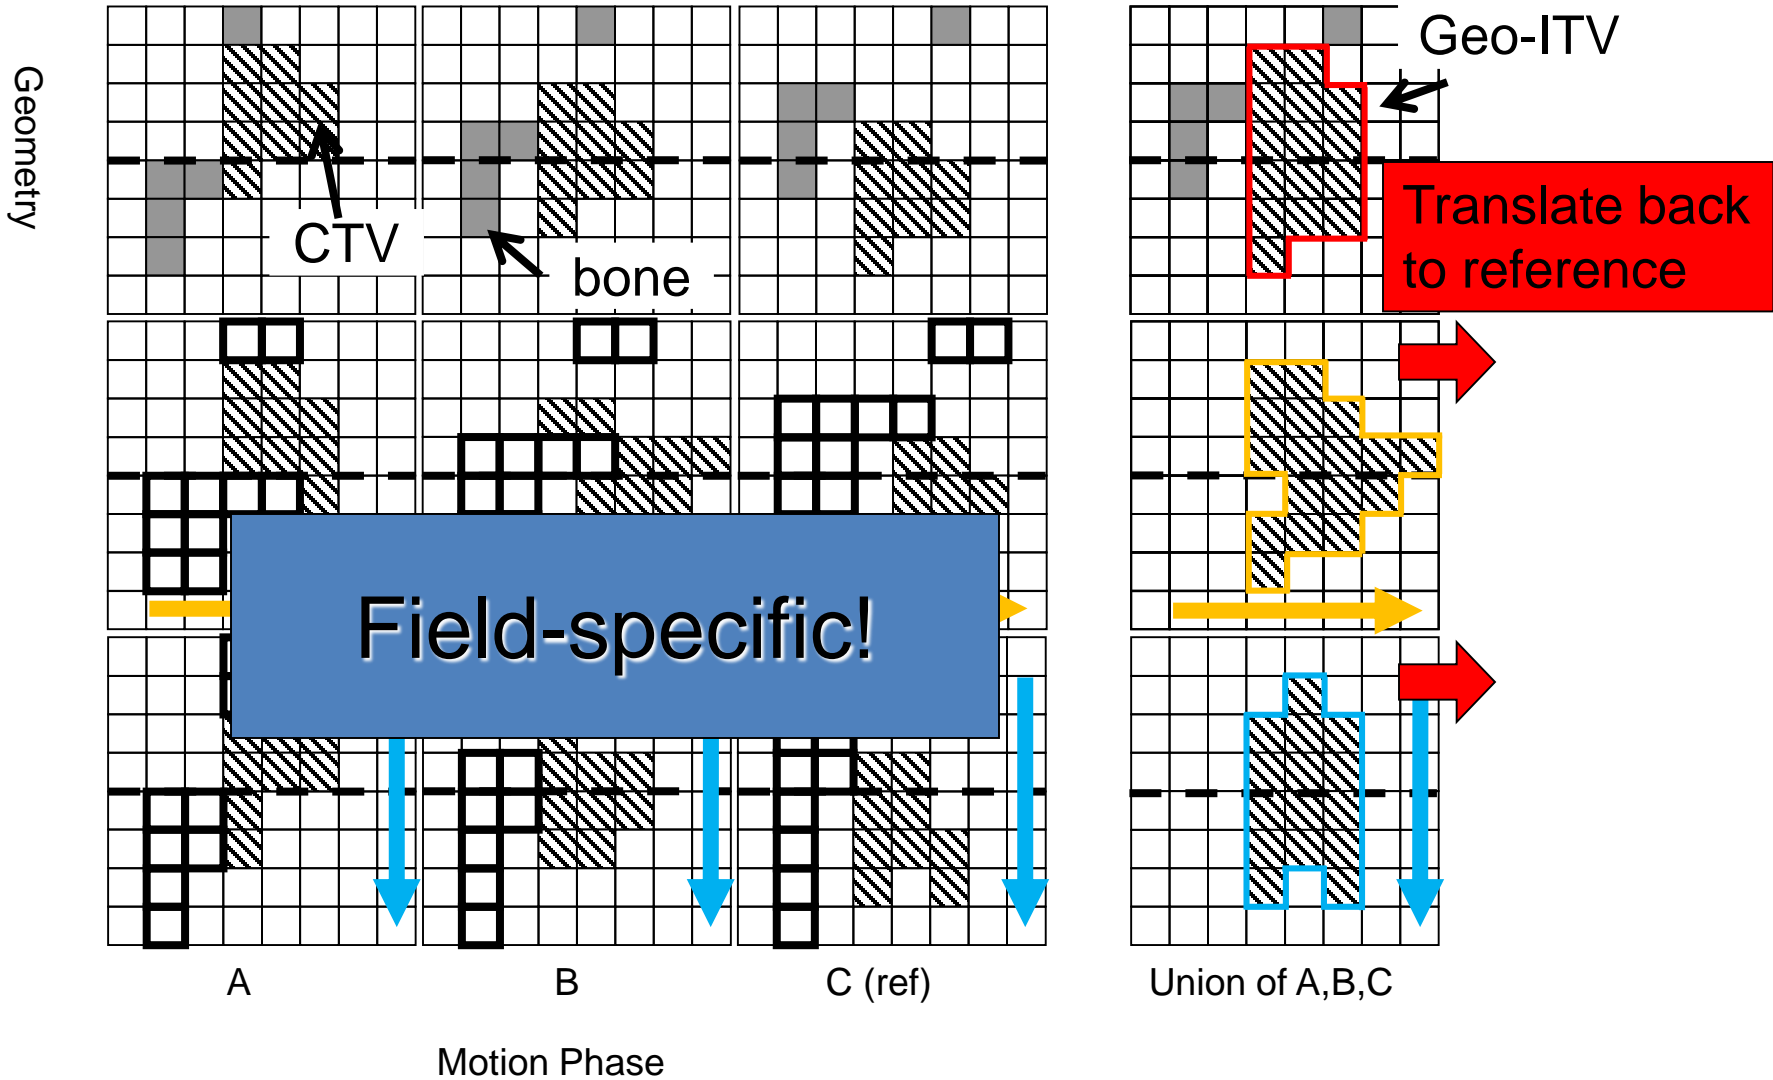 Geometry
Geo-ITV
CTV
bone
Translate back
to reference
Field-specific!
A
B
C (ref)
Union of A,B,C
Motion Phase